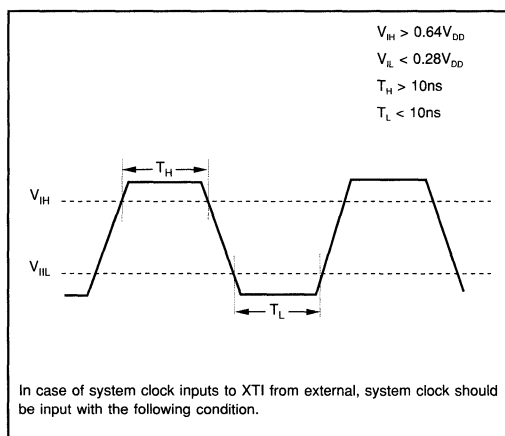 V_IH > 0.64V_DD
V_IL < 0.28V_DD
T_H > 10ns
T_L < 10ns
T_H
V_IH
V_IIL
T_L
In case of system clock inputs to XTI from external, system clock should
be input with the following condition.